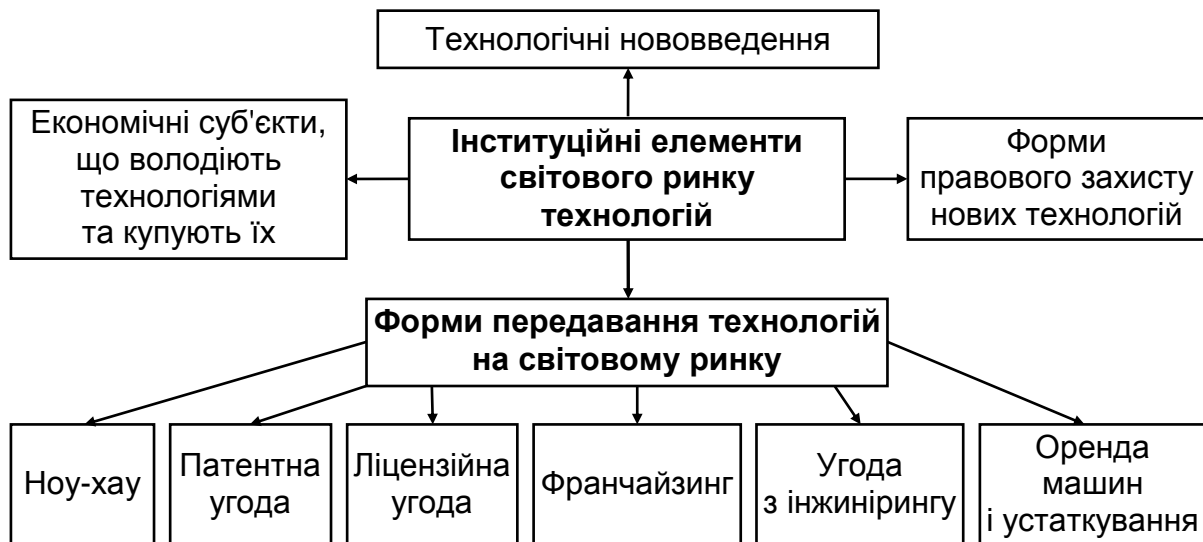 Технологічні нововведення
Економічні суб'єкти,
що володіють
технологіями
та купують їх
Інституційні елементи
світового ринку
технологій
Форми
правового захисту
нових технологій
Форми передавання технологій
на світовому ринку
Ноу-хау
Патентна
угода
Ліцензійна
угода
Франчайзинг
Угода
з інжинірингу
Оренда
машин
і устаткування